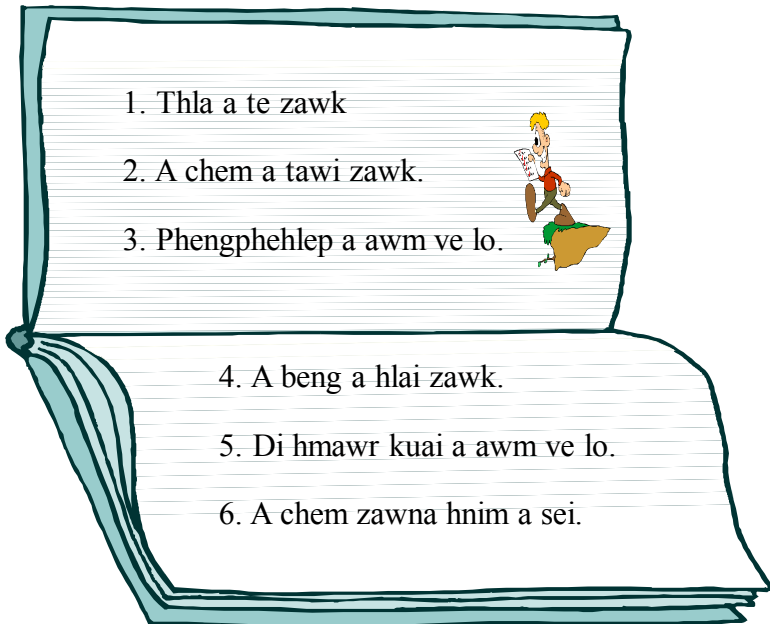 1. Thla a te zawk
2. A chem a tawi zawk.
3. Phengphehlep a awm ve lo.
4. A beng a hlai zawk.
5. Di hmawr kuai a awm ve lo.
6. A chem zawna hnim a sei.